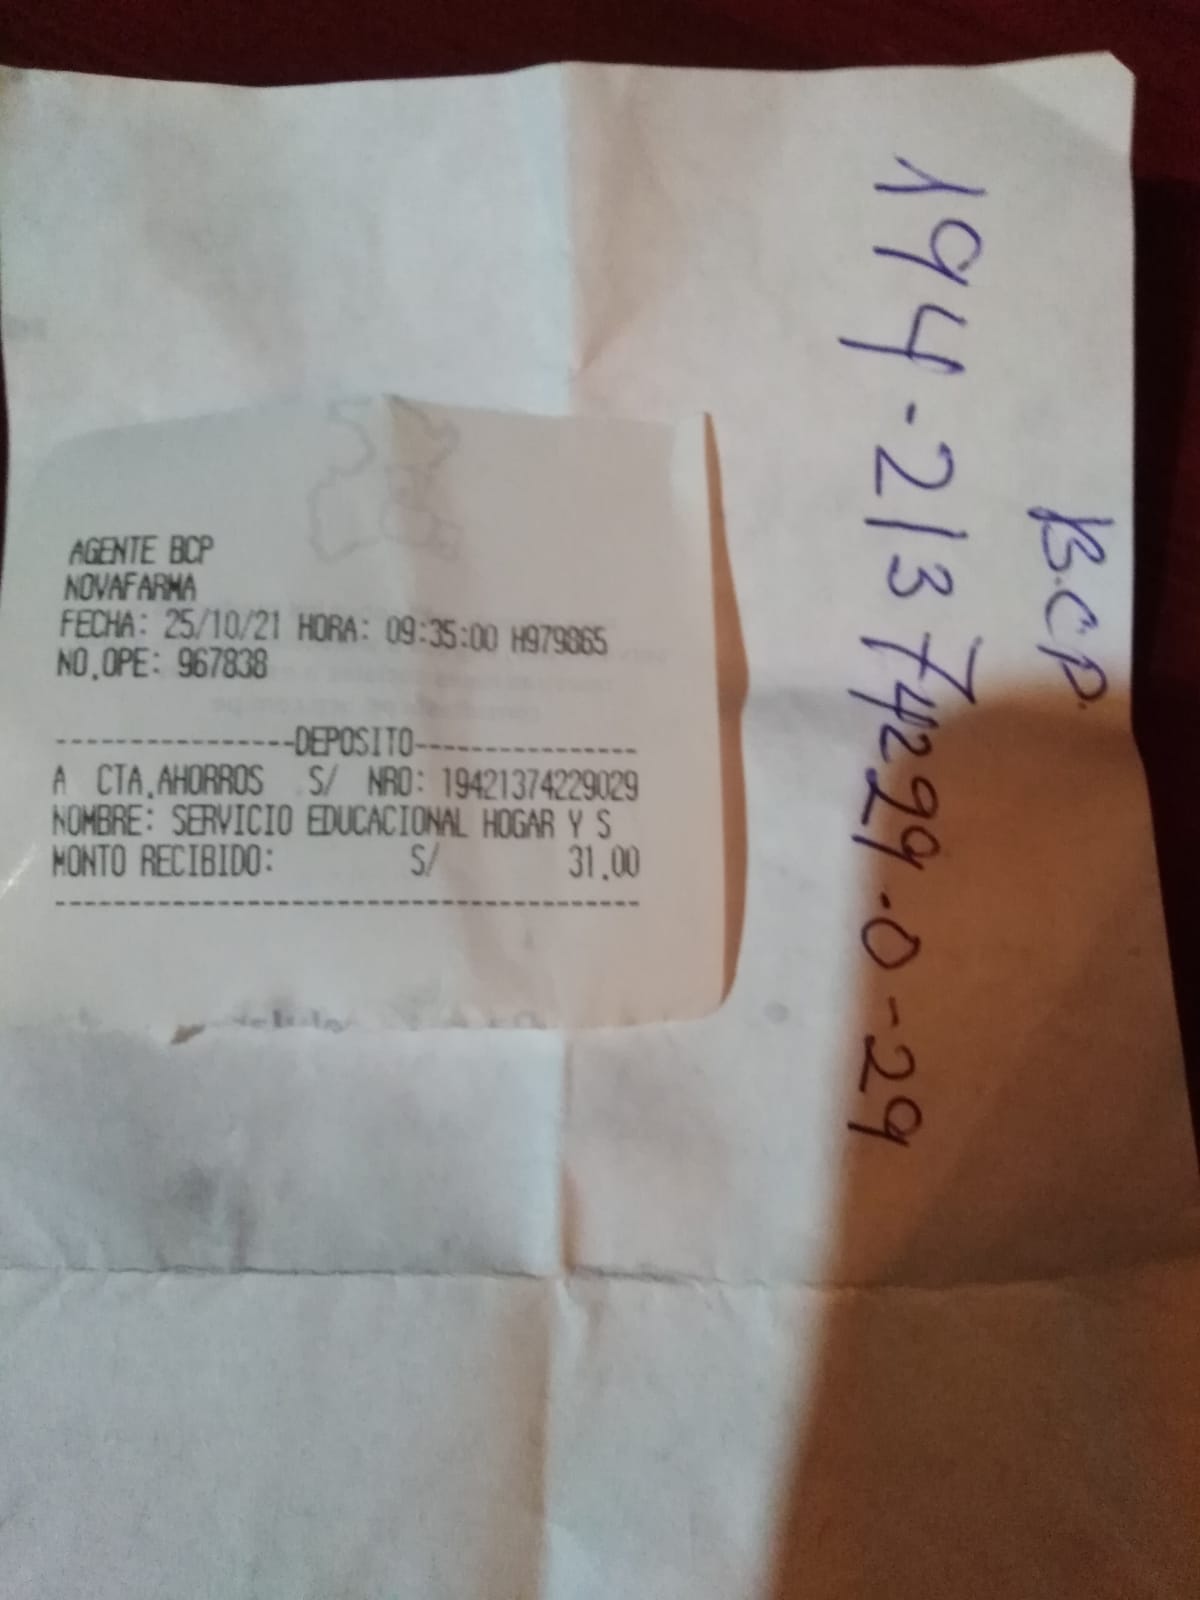 AGENTE BCP
NOVAFARMA
FECHA: 25/10/21 HORA: 09:35:00 H979865
NO.OPE: 967838
----------------DEPOSITO---------------
A CTA.AHORROS S/ NRO: 19421374229029
NOMBRE: SERVICIO EDUCACIONAL HOGAR Y S
MONTO RECIBIDO: S/ 31.00
---------------------------------------
B.C.P.
194-21374229.0-29